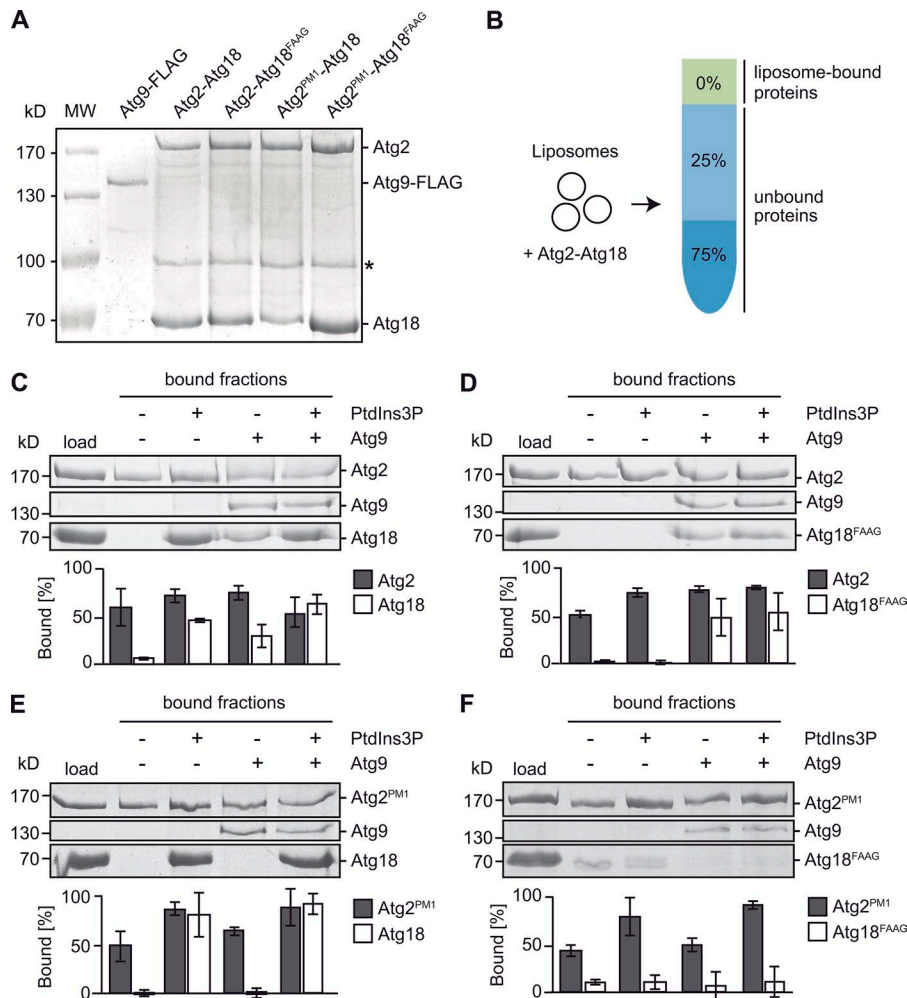 A
B
kD
MW
Atg9-FLAG
Atg2-Atg18
Atg2-Atg18FAAG
Atg2PM1-Atg18
Atg2PM1-Atg18FAAG
170
130
100
70
Atg2
Atg9-FLAG
*
Atg18
Liposomes
+ Atg2-Atg18
0%
25%
75%
liposome-bound
proteins
unbound
proteins
C
bound fractions
- + - + PtdIns3P
kD load - - + + Atg9
170 Atg2
130 Atg9
70 Atg18
Bound [%]
100
50
0
Atg2
Atg18
D
bound fractions
- + - + PtdIns3P
kD load - - + + Atg9
170 Atg2
130 Atg9
70 Atg18FAAG
Bound [%]
100
50
0
Atg2
Atg18FAAG
E
bound fractions
- + - + PtdIns3P
kD load - - + + Atg9
170 Atg2PM1
130 Atg9
70 Atg18
Bound [%]
100
50
0
Atg2PM1
Atg18
F
bound fractions
- + - + PtdIns3P
kD load - - + + Atg9
170 Atg2PM1
130 Atg9
70 Atg18FAAG
Bound [%]
100
50
0
Atg2PM1
Atg18FAAG